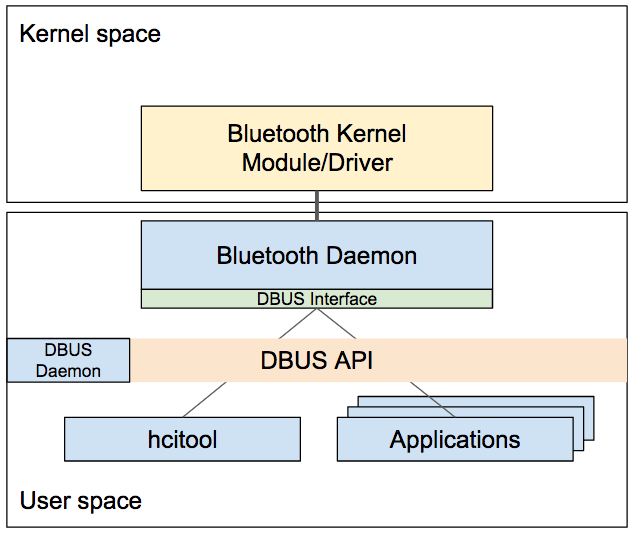 Kernel space
Bluetooth Kernel
Module/Driver
Bluetooth Daemon
DBUS Interface
DBUS
Daemon
DBUS API
hcitool
Applications
User space